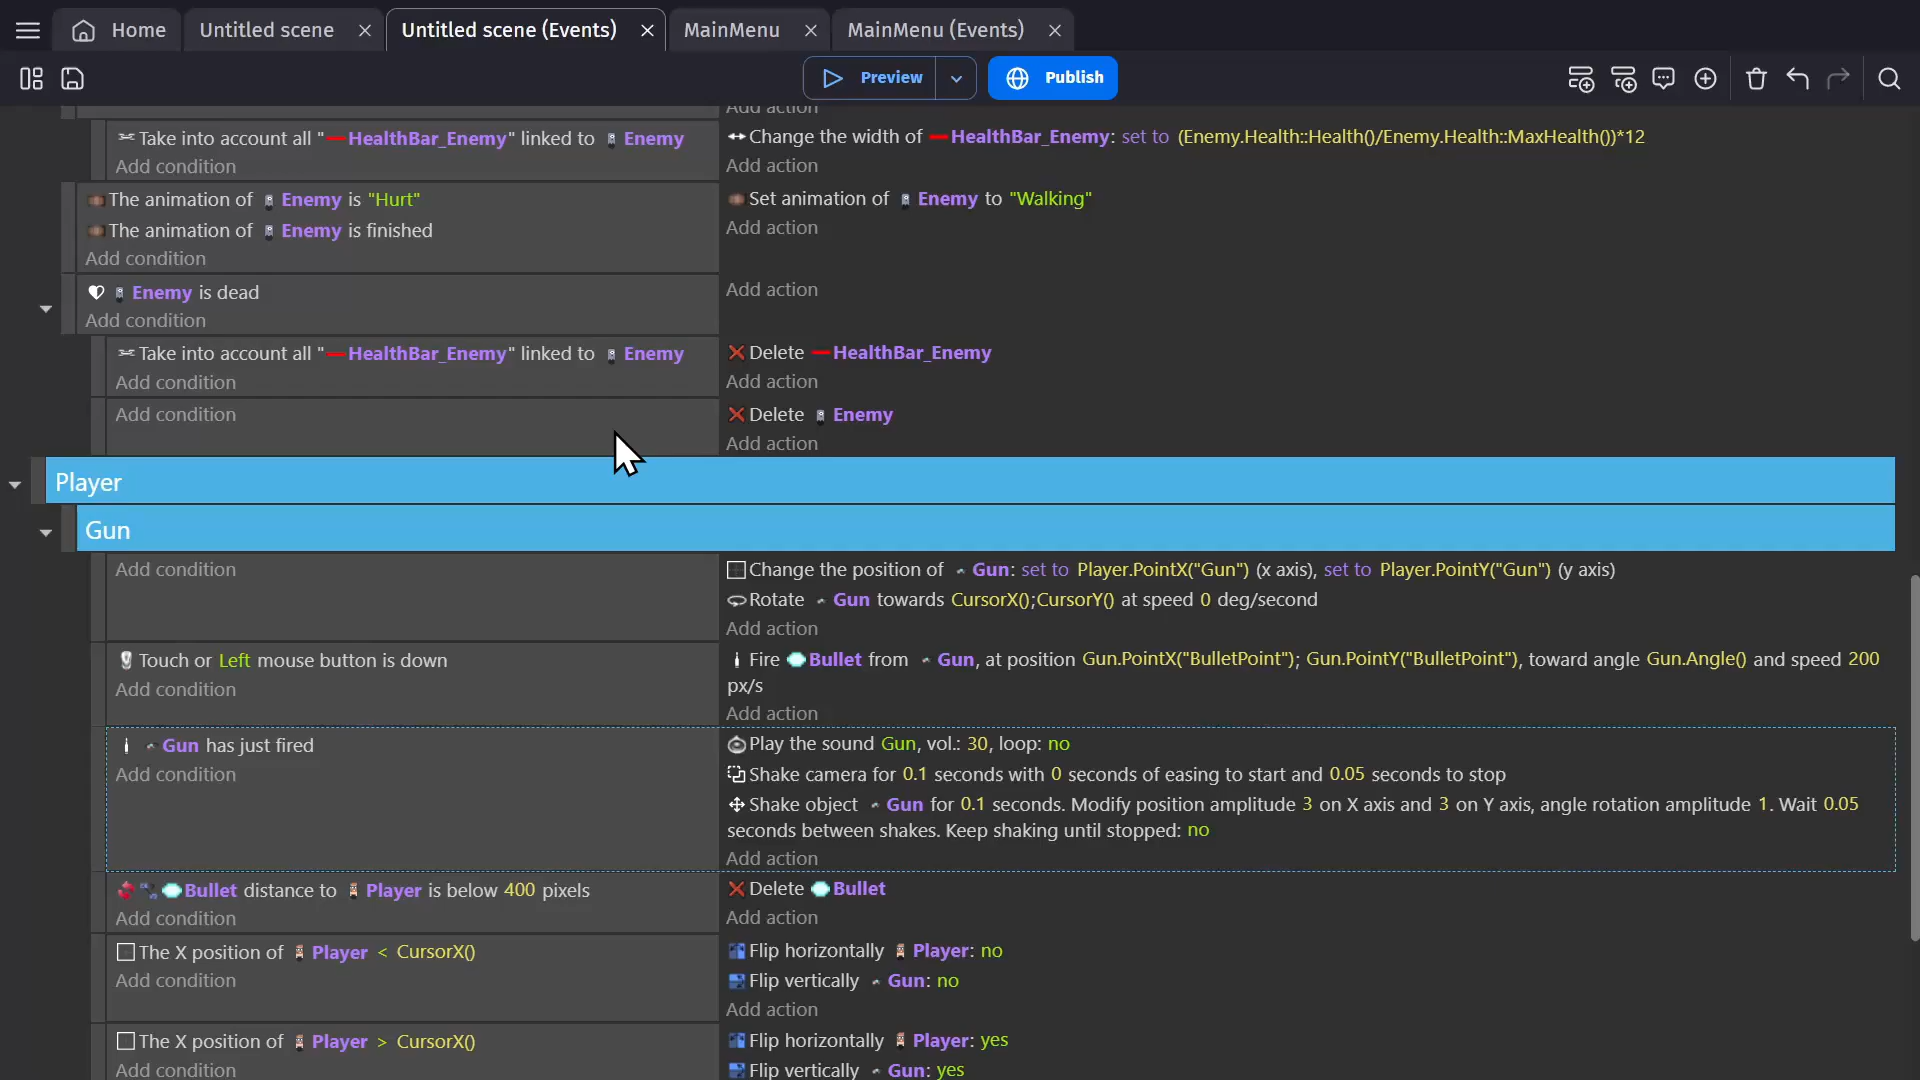 Home
Untitled scene
Untitled scene (Events)
MainMenu
MainMenu (Events)
Preview
Publish
Add action
Take into account all "HealthBar_Enemy" linked to Enemy
Add condition
Change the width of HealthBar_Enemy: set to (Enemy.Health::Health()/Enemy.Health::MaxHealth())*12
Add action
The animation of Enemy is "Hurt"
The animation of Enemy is finished
Add condition
Set animation of Enemy to "Walking"
Add action
Enemy is dead
Add condition
Add action
Take into account all "HealthBar_Enemy" linked to Enemy
Add condition
Delete HealthBar_Enemy
Add action
Add condition
Delete Enemy
Add action
Player
Gun
Add condition
Change the position of Gun: set to Player.PointX("Gun") (x axis), set to Player.PointY("Gun") (y axis)
Rotate Gun towards CursorX();CursorY() at speed 0 deg/second
Add action
Touch or Left mouse button is down
Add condition
Fire Bullet from Gun, at position Gun.PointX("BulletPoint"); Gun.PointY("BulletPoint"), toward angle Gun.Angle() and speed 200
px/s
Add action
Gun has just fired
Add condition
Play the sound Gun, vol.: 30, loop: no
Shake camera for 0.1 seconds with 0 seconds of easing to start and 0.05 seconds to stop
Shake object Gun for 0.1 seconds. Modify position amplitude 3 on X axis and 3 on Y axis, angle rotation amplitude 1. Wait 0.05
seconds between shakes. Keep shaking until stopped: no
Add action
Bullet distance to Player is below 400 pixels
Add condition
Delete Bullet
Add action
The X position of Player < CursorX()
Add condition
Flip horizontally Player: no
Flip vertically Gun: no
Add action
The X position of Player > CursorX()
Add condition
Flip horizontally Player: yes
Flip vertically Gun: yes